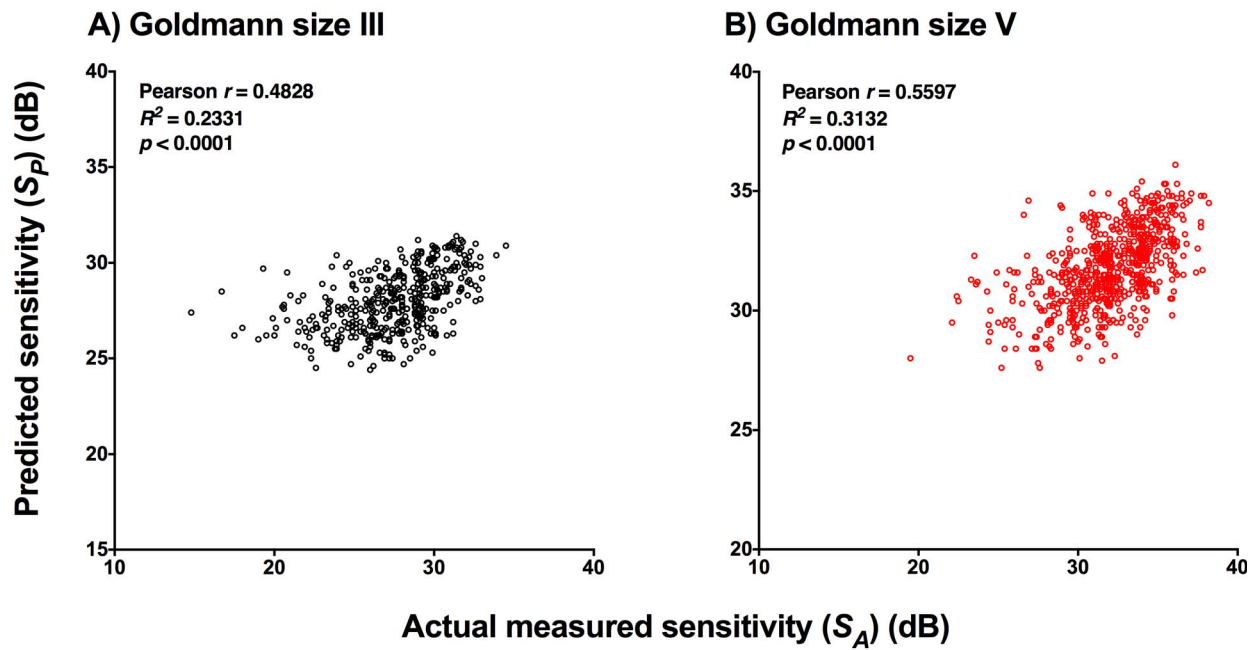 A) Goldmann size III
Pearson r = 0.4828
R² = 0.2331
p < 0.0001
40
35
30
25
20
15
10
20
30
40
B) Goldmann size V
Pearson r = 0.5597
R² = 0.3132
p < 0.0001
40
35
30
25
20
10
20
30
40
Predicted sensitivity (S_P) (dB)
Actual measured sensitivity (S_A) (dB)